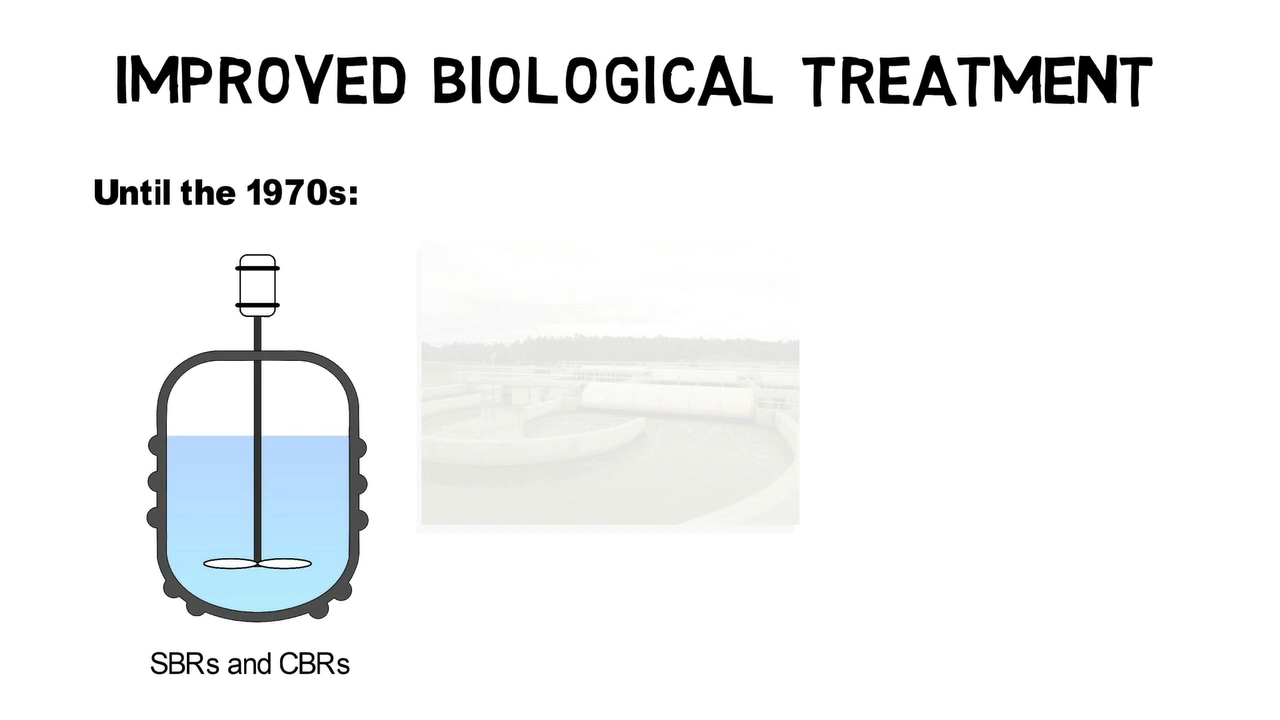 IMPROVED BIOLOGICAL TREATMENT
Until the 1970s:
SBRs and CBRs